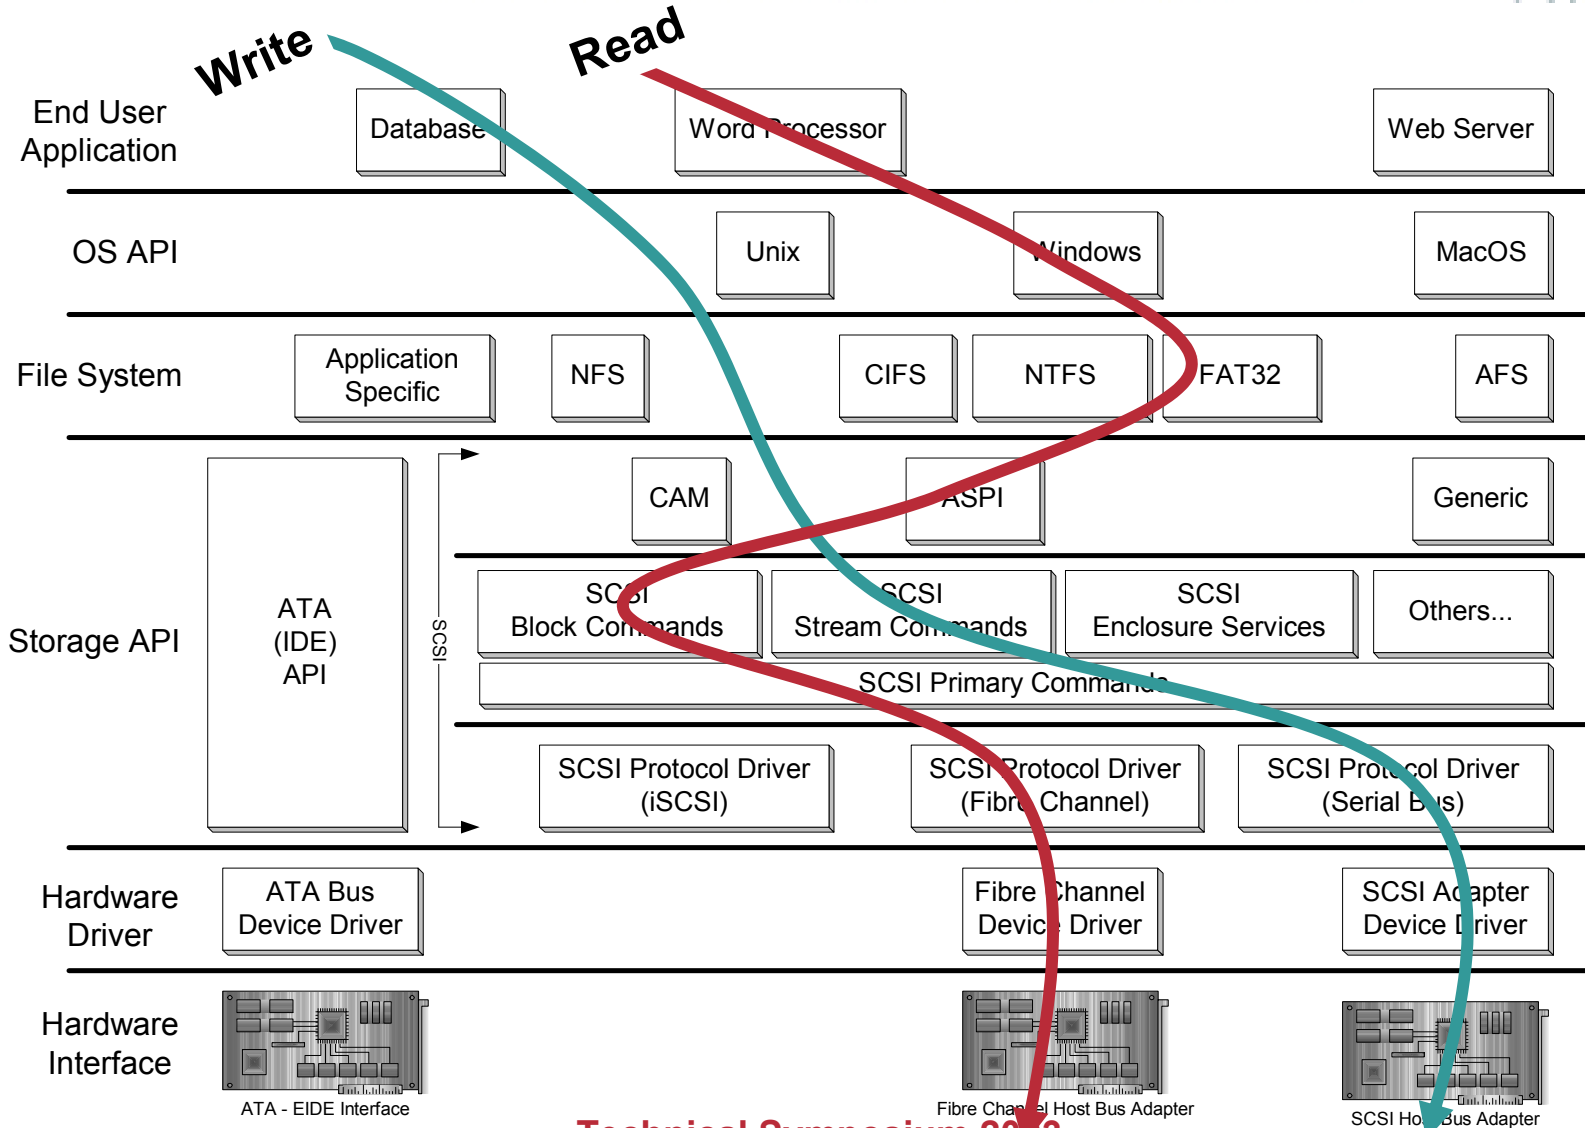 Write
Read
End User
Application
Database
Word Processor
Web Server
OS API
Unix
Windows
MacOS
File System
Application
Specific
NFS
CIFS
NTFS
FAT32
AFS
Storage API
ATA
(IDE)
API
SCSI
CAM
ASPI
Generic
SCSI
Block Commands
SCSI
Stream Commands
SCSI
Enclosure Services
Others...
SCSI Primary Commands
SCSI Protocol Driver
(iSCSI)
SCSI Protocol Driver
(Fibre Channel)
SCSI Protocol Driver
(Serial Bus)
Hardware
Driver
ATA Bus
Device Driver
Fibre Channel
Device Driver
SCSI Adapter
Device Driver
Hardware
Interface
ATA - EIDE Interface
Fibre Channel Host Bus Adapter
SCSI Host Bus Adapter
Technical Symposium